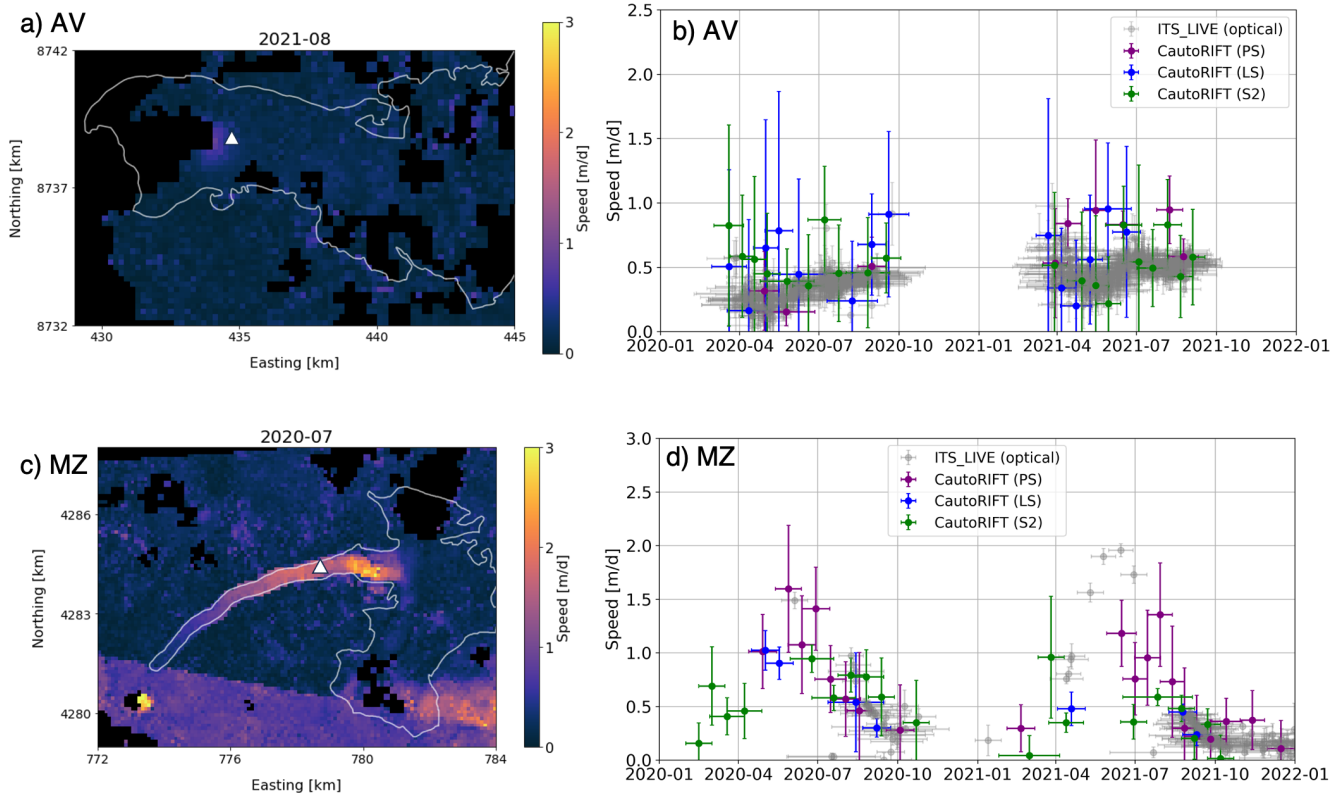 a) AV
2021-08
8742
8737
8732
Northing [km]
430
435
440
445
Easting [km]
3
2
1
0
Speed [m/d]
b) AV
ITS_LIVE (optical)
CautoRIFT (PS)
CautoRIFT (LS)
CautoRIFT (S2)
2.5
2.0
1.5
1.0
0.5
0.0
Speed [m/d]
2020-01
2020-04
2020-07
2020-10
2021-01
2021-04
2021-07
2021-10
2022-01
c) MZ
2020-07
4286
4283
4280
Northing [km]
772
776
780
784
Easting [km]
3
2
1
0
Speed [m/d]
d) MZ
ITS_LIVE (optical)
CautoRIFT (PS)
CautoRIFT (LS)
CautoRIFT (S2)
3.0
2.5
2.0
1.5
1.0
0.5
0.0
Speed [m/d]
2020-01
2020-04
2020-07
2020-10
2021-01
2021-04
2021-07
2021-10
2022-01